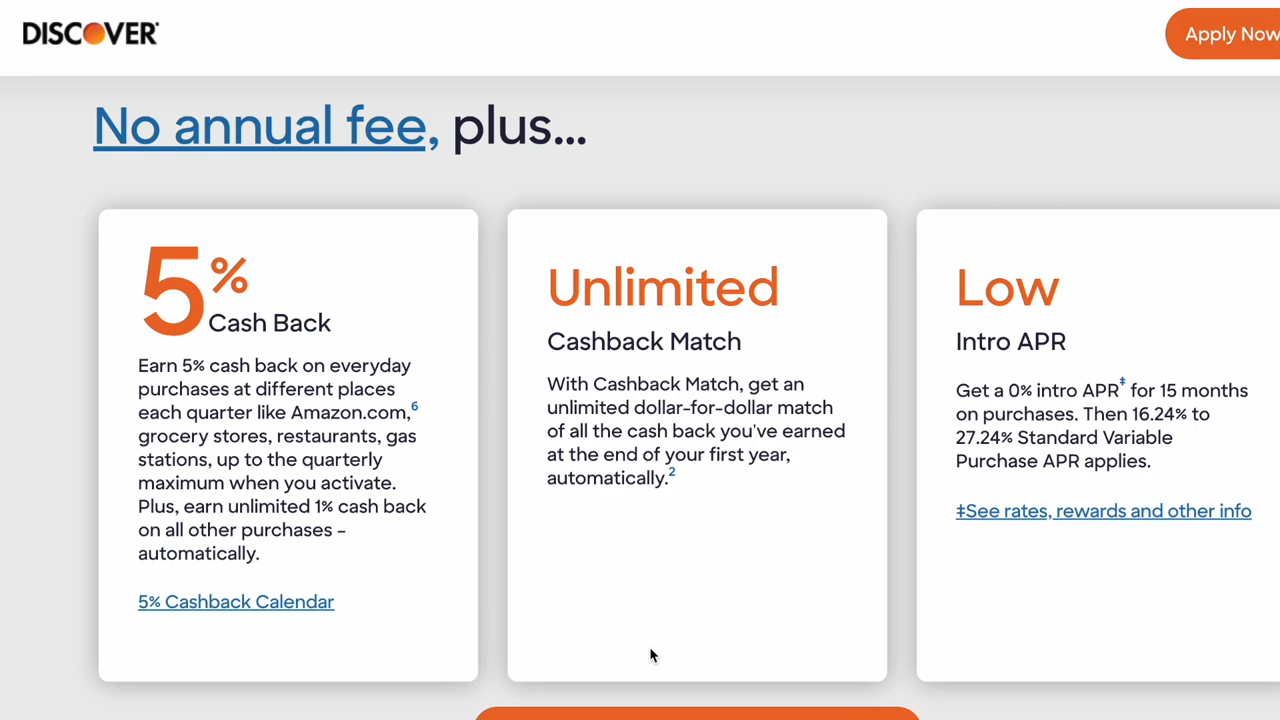 DISCOVER
Apply Now
No annual fee, plus...
5%
Cash Back
Earn 5% cash back on everyday
purchases at different places
each quarter like Amazon.com,6
grocery stores, restaurants, gas
stations, up to the quarterly
maximum when you activate.
Plus, earn unlimited 1% cash back
on all other purchases –
automatically.
5% Cashback Calendar
Unlimited
Cashback Match
With Cashback Match, get an
unlimited dollar-for-dollar match
of all the cash back you've earned
at the end of your first year,
automatically.2
Low
Intro APR
Get a 0% intro APR‡ for 15 months
on purchases. Then 16.24% to
27.24% Standard Variable
Purchase APR applies.
‡See rates, rewards and other info